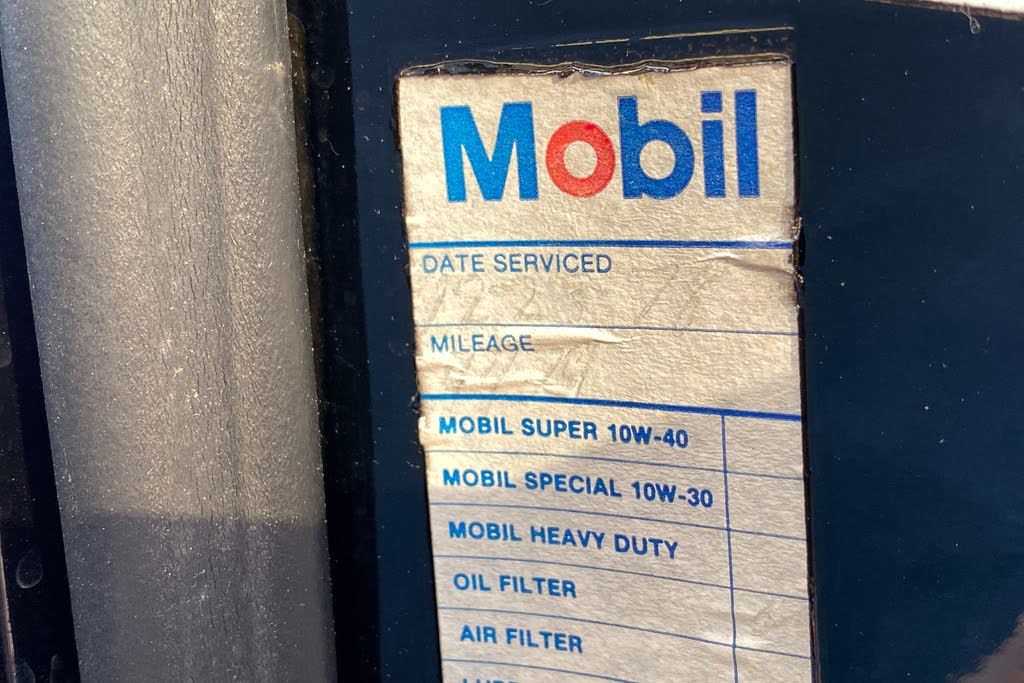 Mobil
DATE SERVICED
MILEAGE
MOBIL SUPER 10W-40
MOBIL SPECIAL 10W-30
MOBIL HEAVY DUTY
OIL FILTER
AIR FILTER